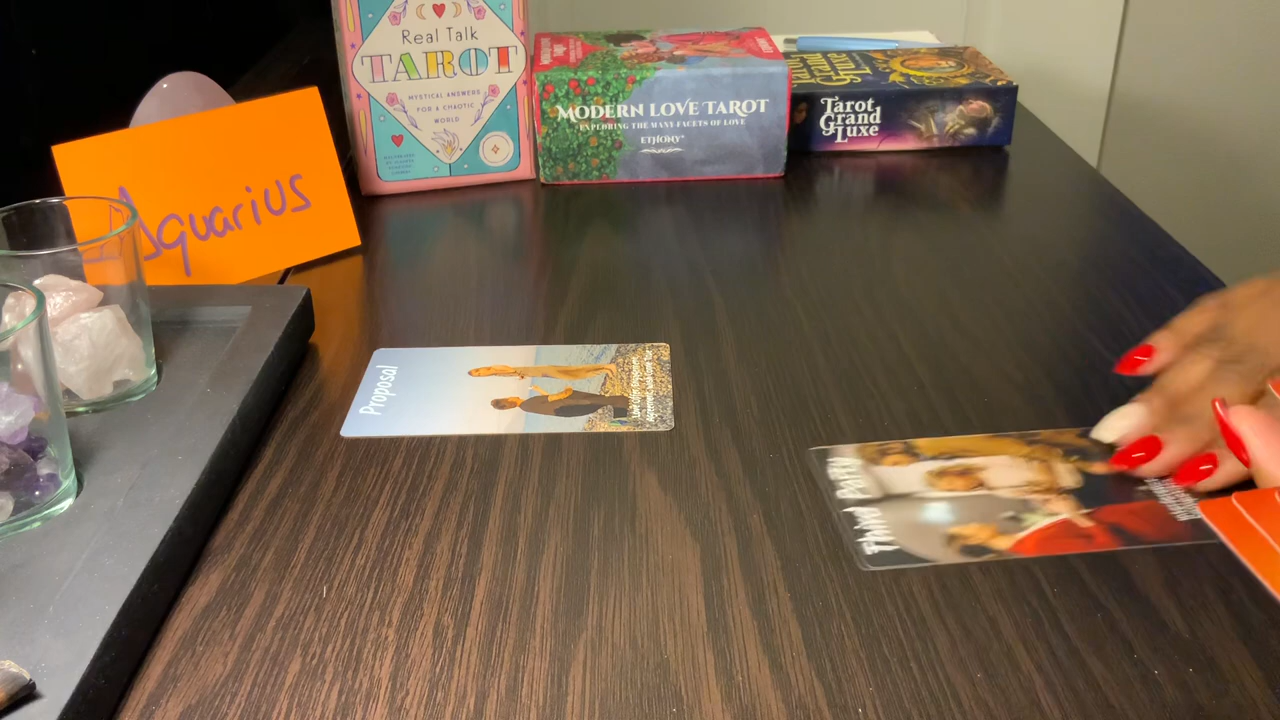 Real Talk
TAROT
MYSTICAL ANSWERS
FOR A CHAOTIC
WORLD
MODERN LOVE TAROT
EXPLORING THE MANY FACETS OF LOVE
ETHONY
Tarot
Grand
Luxe
Aquarius
Proposal
Third Party